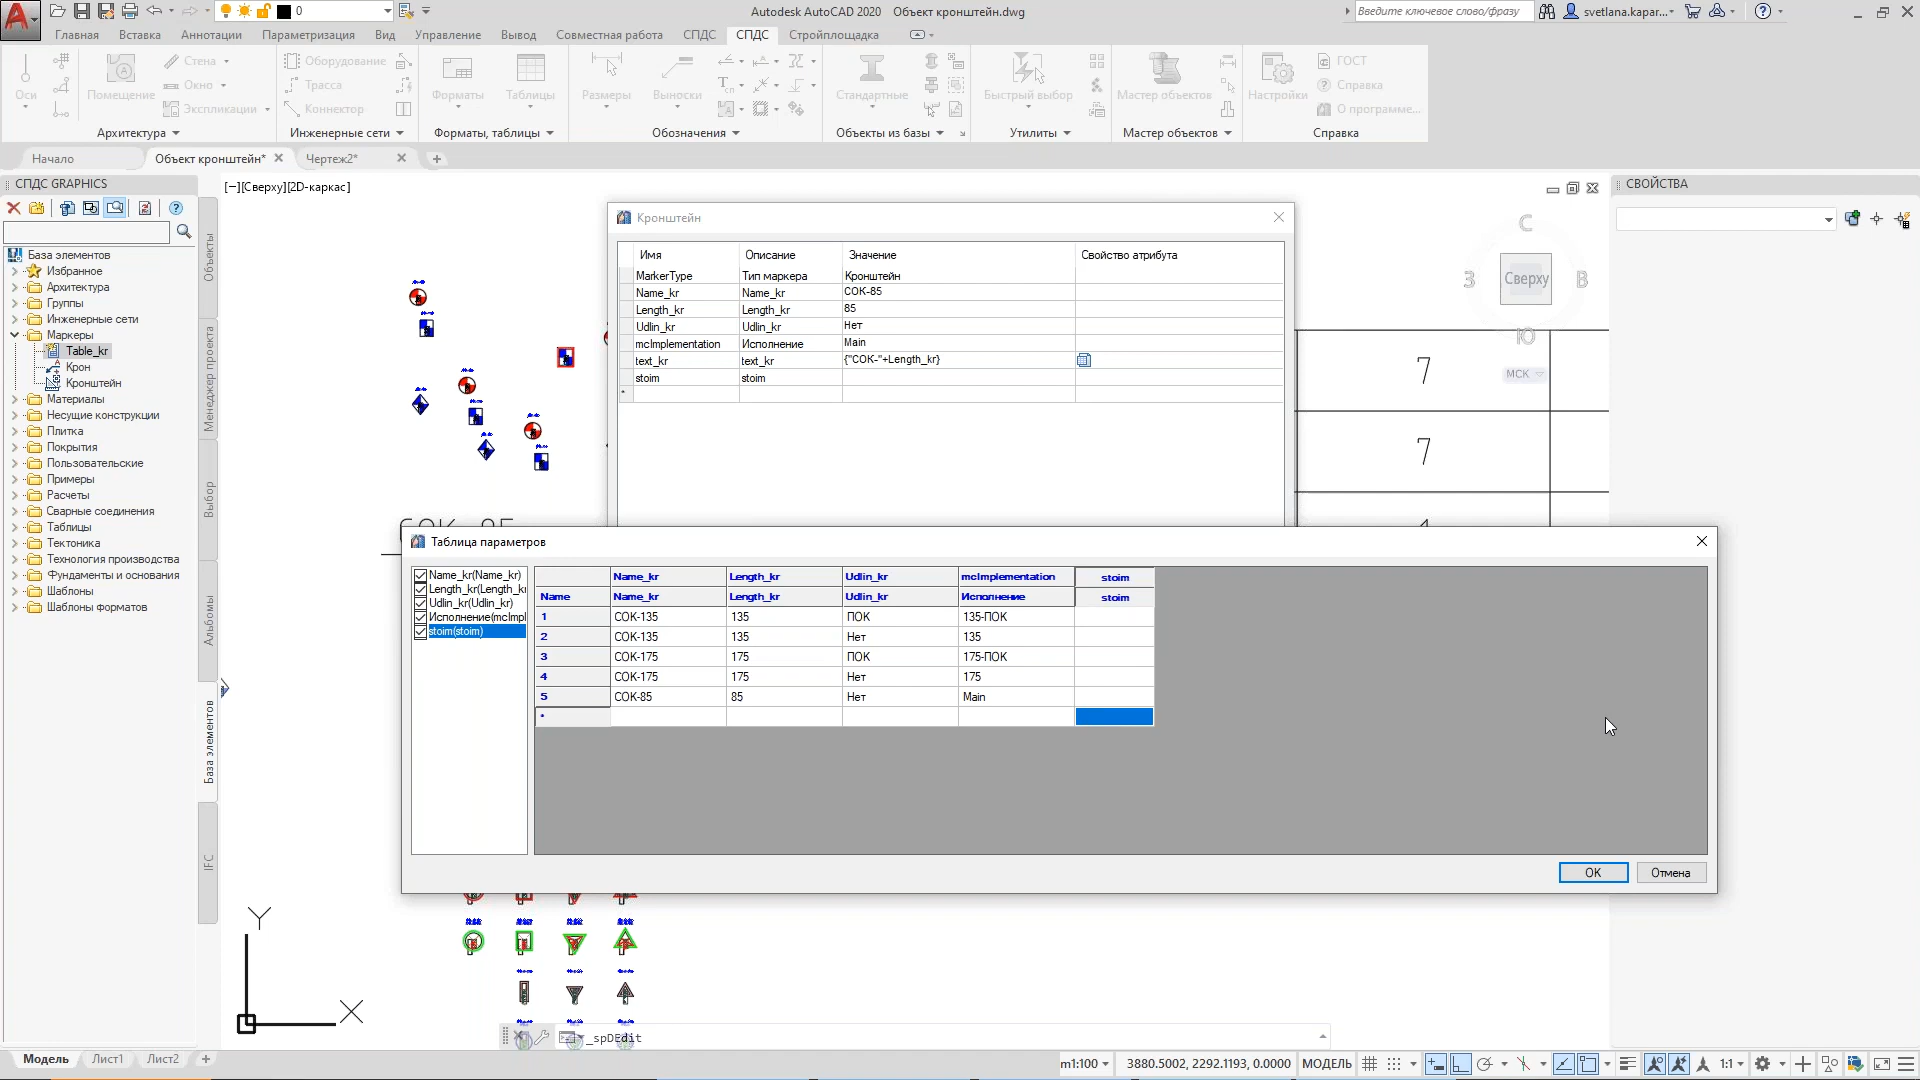 0
Autodesk AutoCAD 2020 Объект кронштейн.dwg
Введите ключевое слово/фразу
svetlana.kapar...
Главная Вставка Аннотации Параметризация Вид Управление Вывод Совместная работа СПДС СПДС Стройплощадка
Стена Оборудование ГОСТ
Окно Трасса Справка
Оси Помещение Форматы Таблицы Размеры Выноски Стандартные Быстрый выбор Мастер объектов Настройки
Экспликации Коннектор О программе...
Архитектура Инженерные сети Форматы, таблицы Обозначения Объекты из базы Утилиты Мастер объектов Справка
Начало Объект кронштейн* Чертеж2*
СПДС GRAPHICS
[−][Сверху][2D-каркас]
СВОЙСТВА
База элементов
Избранное
Архитектура
Группы
Инженерные сети
Маркеры
Table_kr
Крон
Кронштейн
Материалы
Несущие конструкции
Плитка
Покрытия
Пользовательские
Примеры
Расчеты
Сварные соединения
Таблицы
Тектоника
Технология производства
Фундаменты и основания
Шаблоны
Шаблоны форматов
Объекты
Менеджер проекта
Выбор
Альбомы
База элементов
IFC
Кронштейн
Имя Описание Значение Свойство атрибута
MarkerType Тип маркера Кронштейн
Name_kr Name_kr СОК-85
Length_kr Length_kr 85
Udlin_kr Udlin_kr Нет
mcImplementation Исполнение Main
text_kr text_kr {"СОК-"+Length_kr}
stoim stoim
*
С
З Сверху В
Ю
МСК
7
7
Таблица параметров
Name_kr(Name_kr)
Length_kr(Length_kr
Udlin_kr(Udlin_kr)
Исполнение(mcImpl
stoim(stoim)
Name_kr Length_kr Udlin_kr mcImplementation stoim
Name Name_kr Length_kr Udlin_kr Исполнение stoim
1 СОК-135 135 ПОК 135-ПОК
2 СОК-135 135 Нет 135
3 СОК-175 175 ПОК 175-ПОК
4 СОК-175 175 Нет 175
5 СОК-85 85 Нет Main
*
OK Отмена
Y
X
_spDEdit
Модель Лист1 Лист2 +
m1:100 3880.5002, 2292.1193, 0.0000 МОДЕЛЬ 1:1